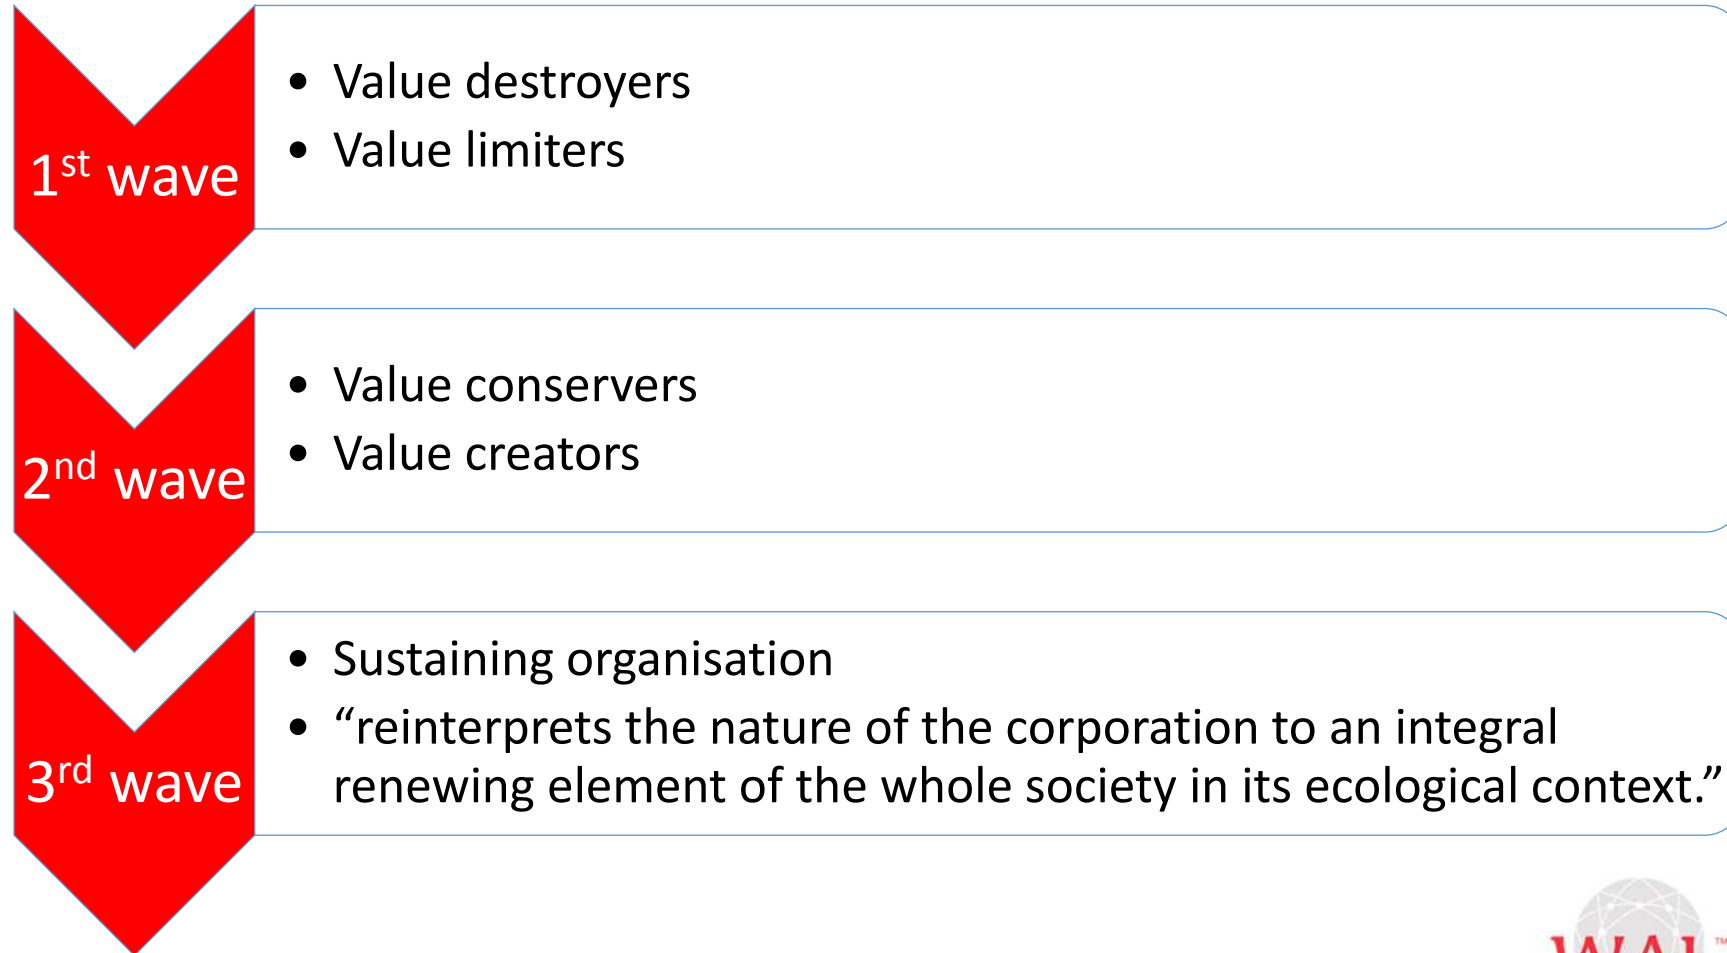 1st wave
• Value destroyers
• Value limiters
2nd wave
• Value conservers
• Value creators
3rd wave
• Sustaining organisation
• “reinterprets the nature of the corporation to an integral
renewing element of the whole society in its ecological context.”
TM